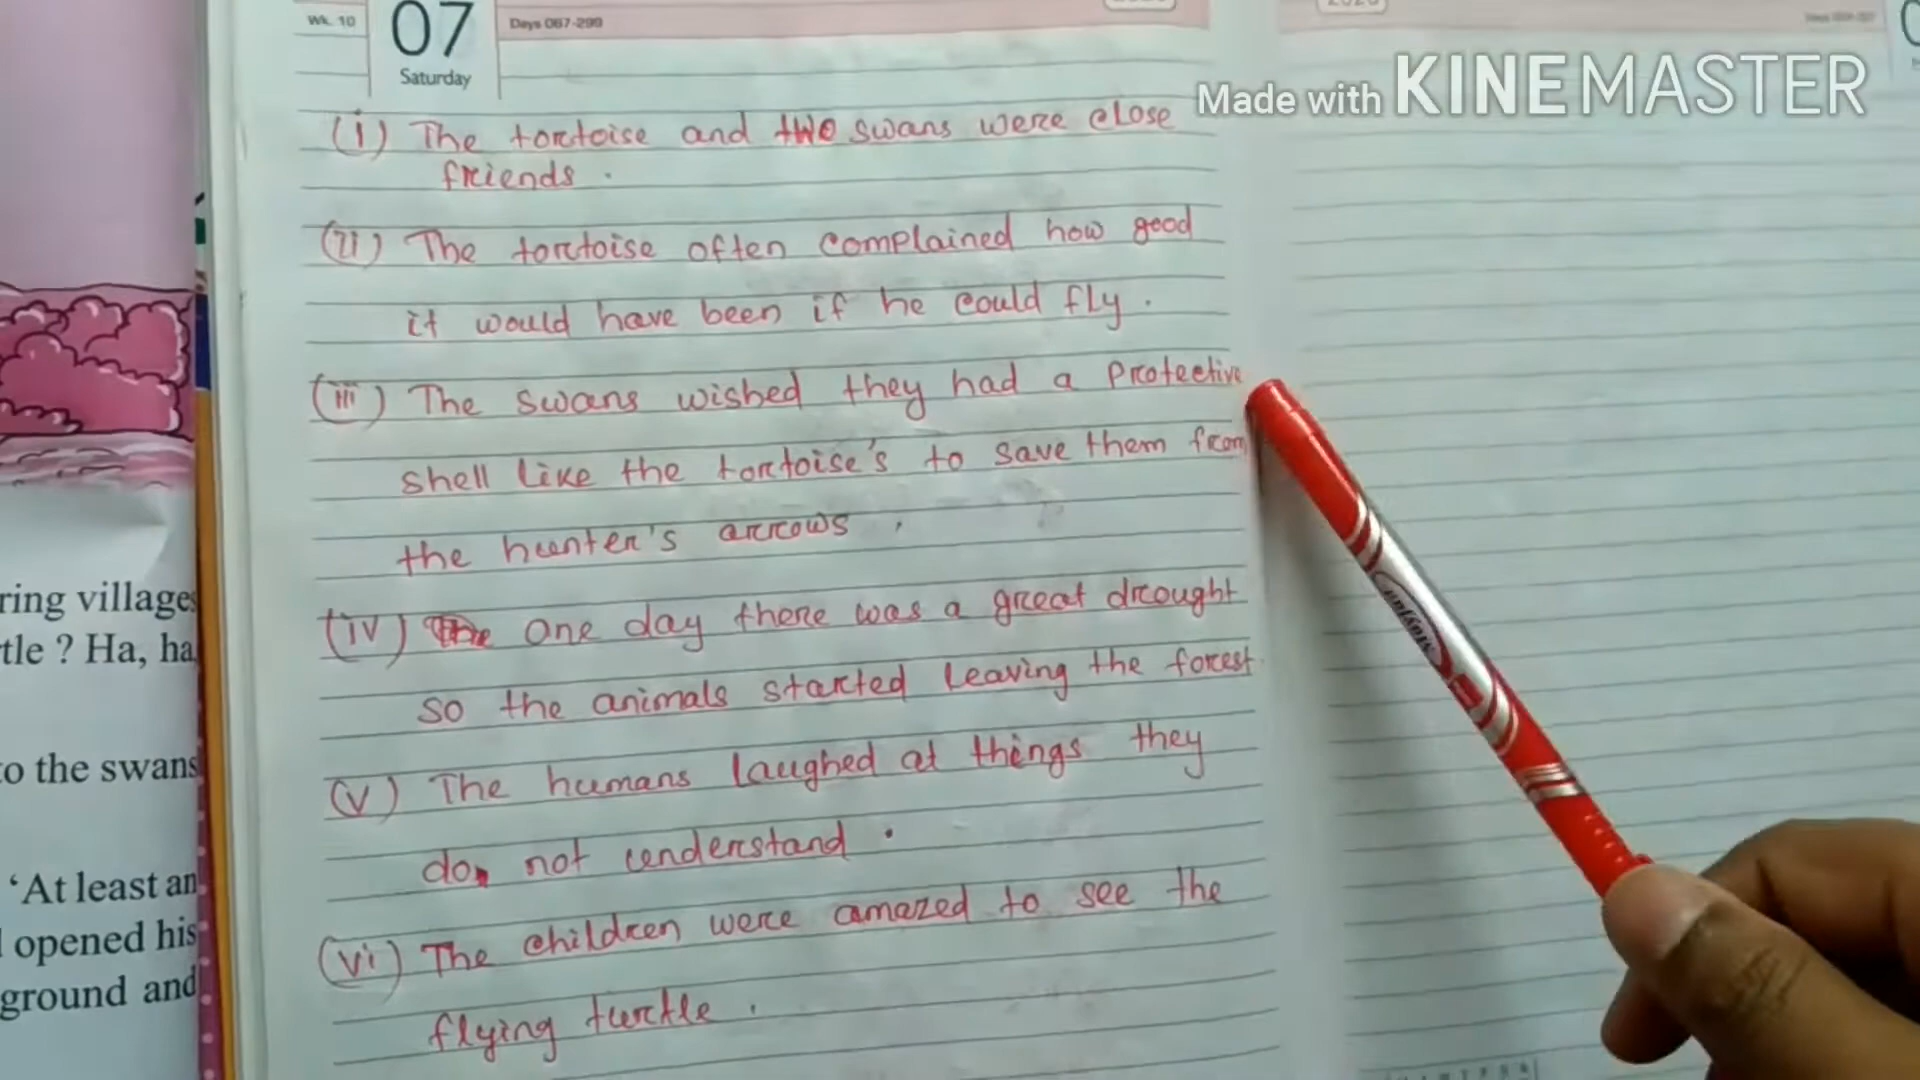 Wk. 10
07
Saturday
Days 067-299
Made with KINEMASTER
(i) The tortoise and two swans were close
friends .
(ii) The tortoise often complained how good
it would have been if he could fly .
(iii) The swans wished they had a protective
shell like the tortoise's to save them from
the hunter's arrows .
(iv) The one day there was a great drought
so the animals started leaving the forest
(v) The humans laughed at things they
do not understand .
(vi) The children were amazed to see the
flying turtle .
ring villages
tle ? Ha, ha
to the swans
'At least an
opened his
ground and